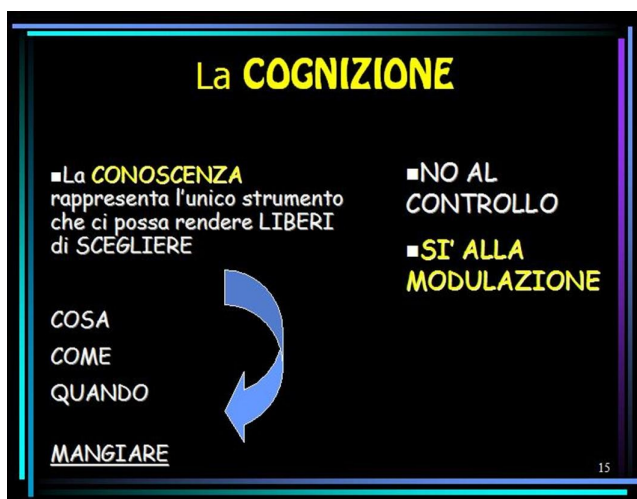 La COGNIZIONE
La CONOSCENZA
rappresenta l'unico strumento
che ci possa rendere LIBERI
di SCEGLIERE
COSA
COME
QUANDO
MANGIARE
NO AL
CONTROLLO
SI' ALLA
MODULAZIONE
15